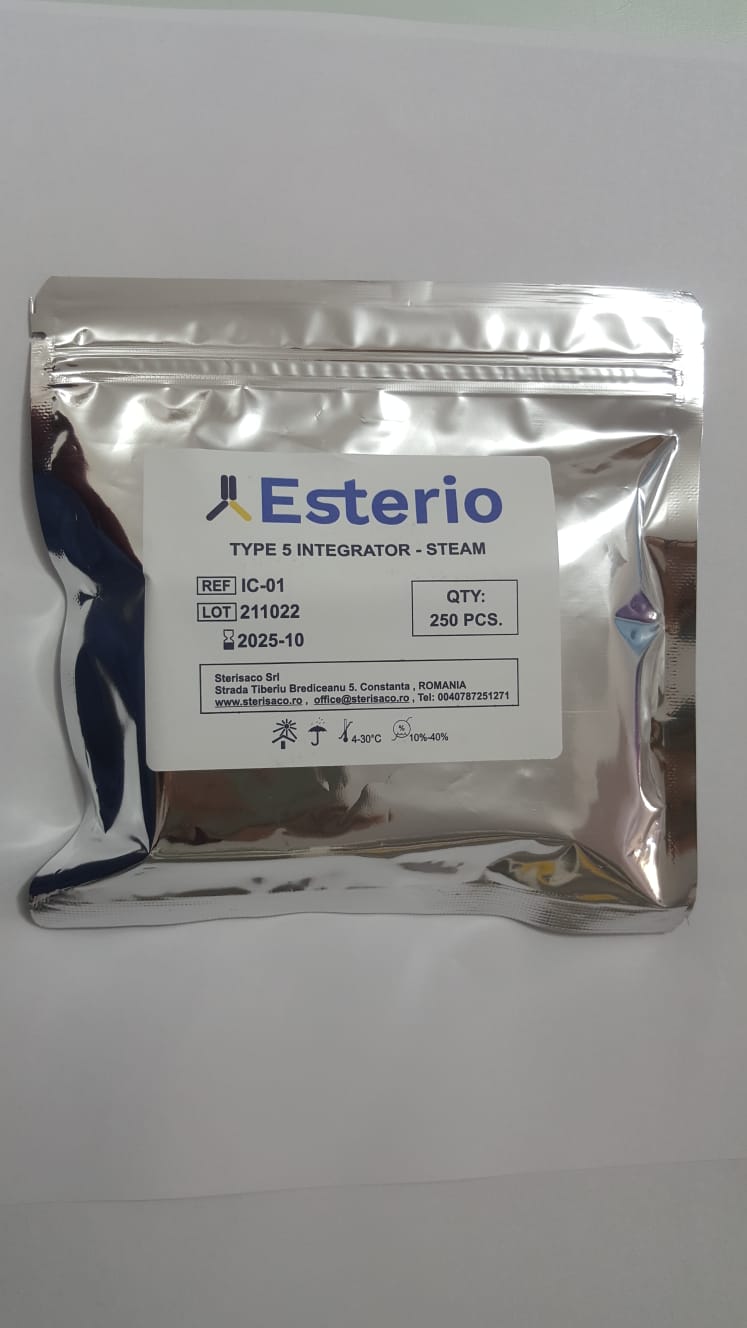 Esterio
TYPE 5 INTEGRATOR - STEAM
REF IC-01
LOT 211022
2025-10
QTY:
250 PCS.
Sterisaco Srl
Strada Tiberiu Brediceanu 5. Constanta , ROMANIA
www.sterisaco.ro , office@sterisaco.ro , Tel: 0040787251271
4-30°C % 10%-40%